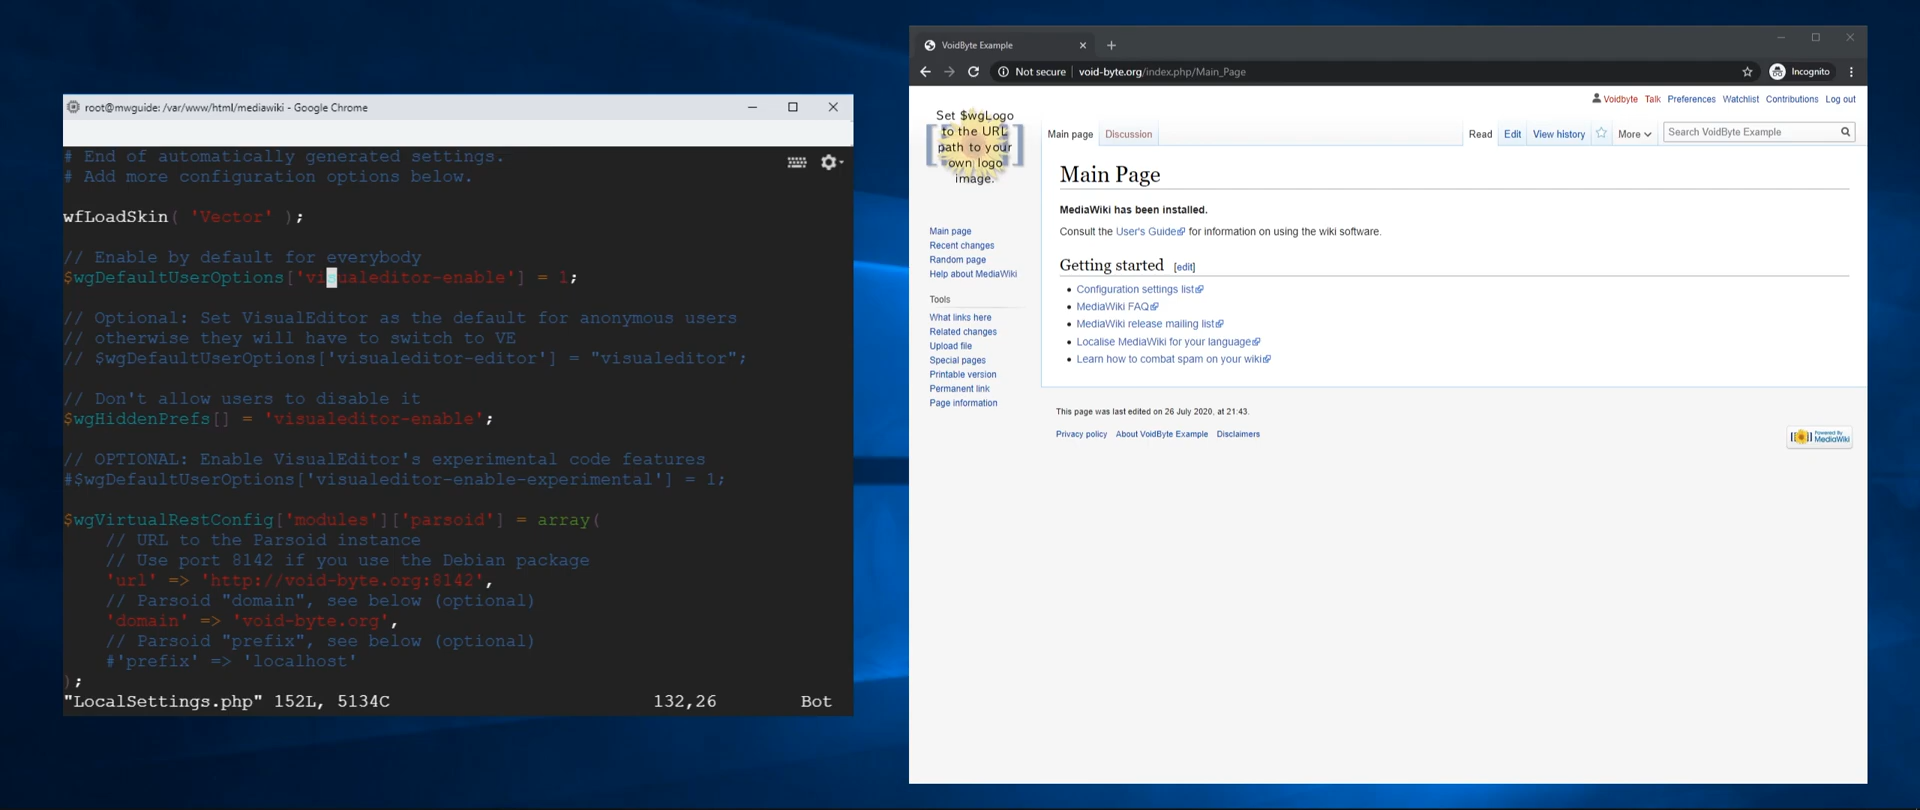 root@mwguide: /var/www/html/mediawiki - Google Chrome
# End of automatically generated settings.
# Add more configuration options below.
wfLoadSkin( 'Vector' );
// Enable by default for everybody
$wgDefaultUserOptions['visualeditor-enable'] = 1;
// Optional: Set VisualEditor as the default for anonymous users
// otherwise they will have to switch to VE
// $wgDefaultUserOptions['visualeditor-editor'] = "visualeditor";
// Don't allow users to disable it
$wgHiddenPrefs[] = 'visualeditor-enable';
// OPTIONAL: Enable VisualEditor's experimental code features
#$wgDefaultUserOptions['visualeditor-enable-experimental'] = 1;
$wgVirtualRestConfig['modules']['parsoid'] = array(
// URL to the Parsoid instance
// Use port 8142 if you use the Debian package
'url' => 'http://void-byte.org:8142',
// Parsoid "domain", see below (optional)
'domain' => 'void-byte.org',
// Parsoid "prefix", see below (optional)
#'prefix' => 'localhost'
);
"LocalSettings.php" 152L, 5134C 132,26 Bot
VoidByte Example
Not secure void-byte.org/index.php/Main_Page Incognito
Voidbyte Talk Preferences Watchlist Contributions Log out
Set $wgLogo
to the URL
path to your
own logo
image.
Main page Discussion Read Edit View history More Search VoidByte Example
Main Page
MediaWiki has been installed.
Consult the User's Guide for information on using the wiki software.
Getting started [edit]
Configuration settings list
MediaWiki FAQ
MediaWiki release mailing list
Localise MediaWiki for your language
Learn how to combat spam on your wiki
Main page
Recent changes
Random page
Help about MediaWiki
Tools
What links here
Related changes
Upload file
Special pages
Printable version
Permanent link
Page information
This page was last edited on 26 July 2020, at 21:43.
Privacy policy About VoidByte Example Disclaimers
Powered By
MediaWiki